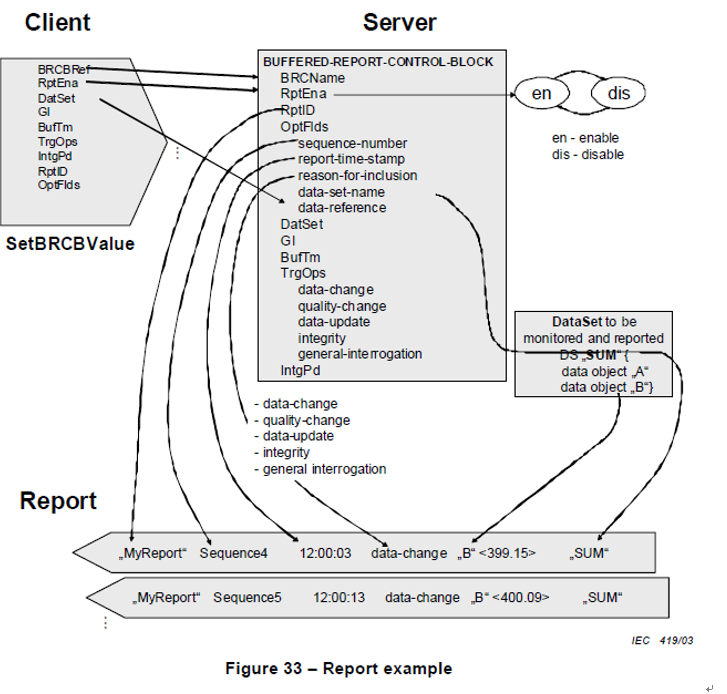 Client
Server
BRCBRef
RptEna
DatSet
GI
BufTm
TrgOps
IntgPd
RptID
OptFlds
SetBRCBValue
BUFFERED-REPORT-CONTROL-BLOCK
BRCName
RptEna
RptID
OptFlds
sequence-number
report-time-stamp
reason-for-inclusion
data-set-name
data-reference
DatSet
GI
BufTm
TrgOps
data-change
quality-change
data-update
integrity
general-interrogation
IntgPd
en
dis
en - enable
dis - disable
DataSet to be
monitored and reported
DS „SUM“ {
data object „A“
data object „B“}
- data-change
- quality-change
- data-update
- integrity
- general interrogation
Report
„MyReport“ Sequence4 12:00:03 data-change „B“ <399.15> „SUM“
„MyReport“ Sequence5 12:00:13 data-change „B“ <400.09> „SUM“
IEC 419/03
Figure 33 – Report example